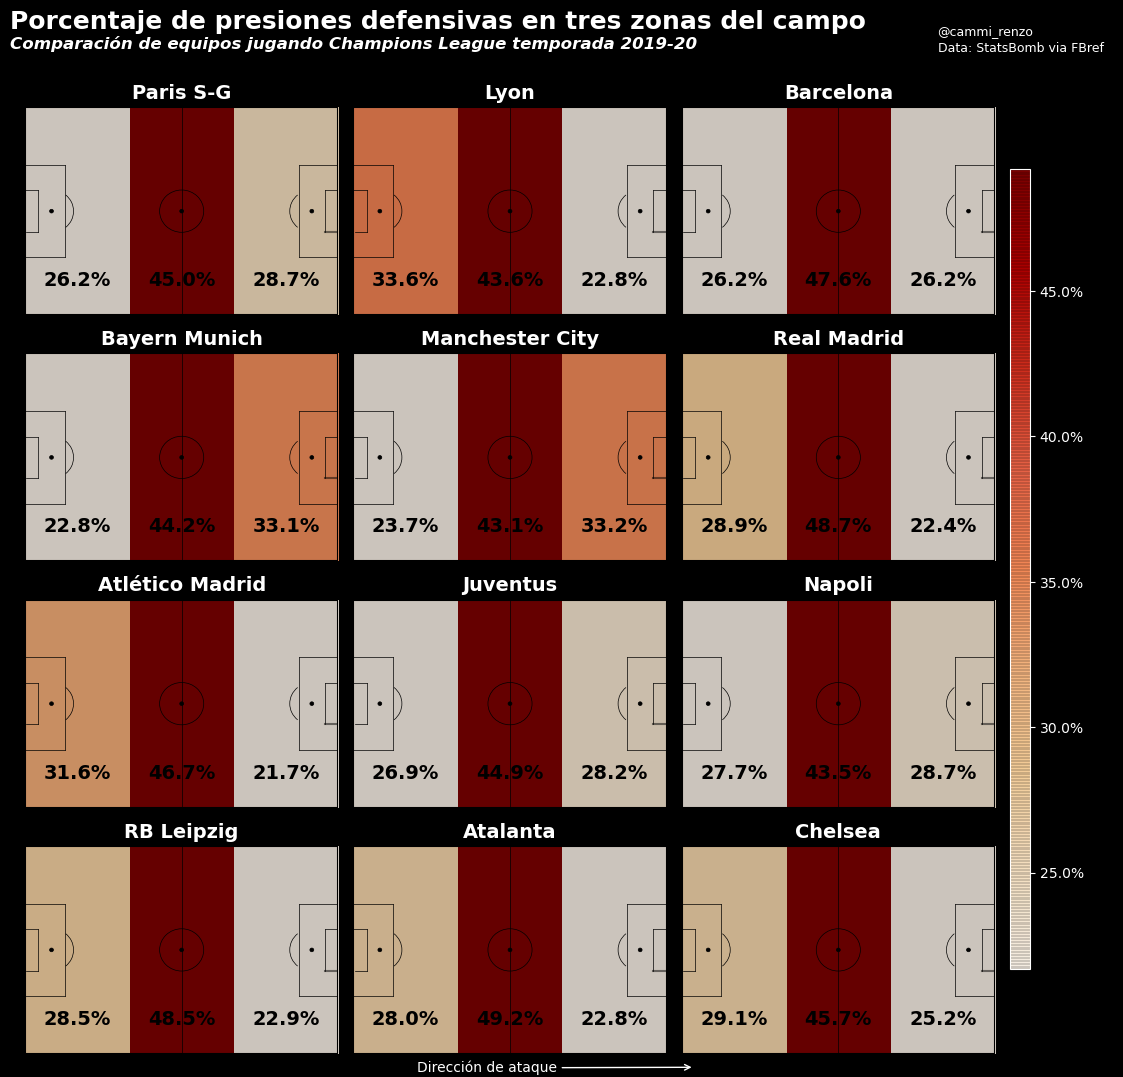 Porcentaje de presiones defensivas en tres zonas del campo
Comparación de equipos jugando Champions League temporada 2019-20
@cammi_renzo
Data: StatsBomb via FBref
Paris S-G
26.2% 45.0% 28.7%
Lyon
33.6% 43.6% 22.8%
Barcelona
26.2% 47.6% 26.2%
Bayern Munich
22.8% 44.2% 33.1%
Manchester City
23.7% 43.1% 33.2%
Real Madrid
28.9% 48.7% 22.4%
Atlético Madrid
31.6% 46.7% 21.7%
Juventus
26.9% 44.9% 28.2%
Napoli
27.7% 43.5% 28.7%
RB Leipzig
28.5% 48.5% 22.9%
Atalanta
28.0% 49.2% 22.8%
Chelsea
29.1% 45.7% 25.2%
45.0%
40.0%
35.0%
30.0%
25.0%
Dirección de ataque